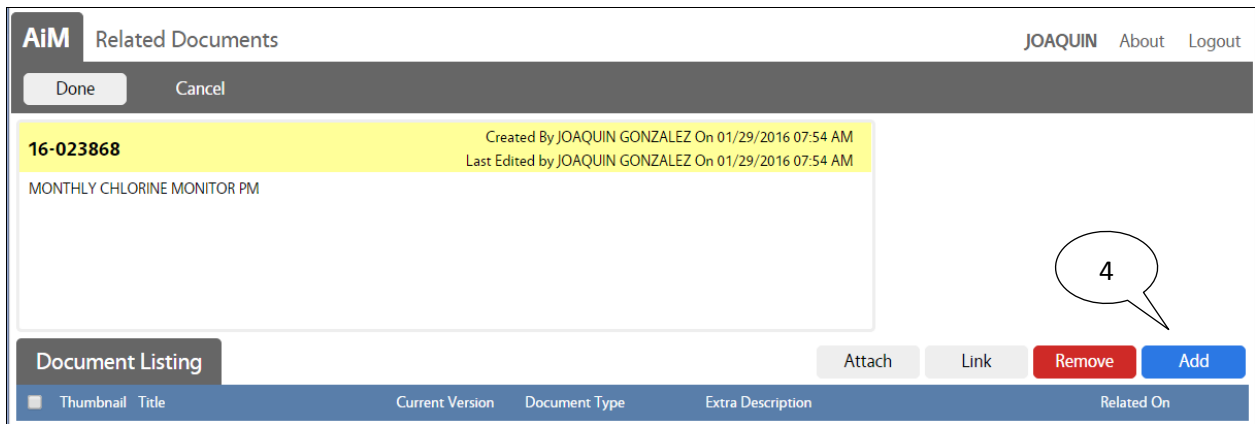 AiM Related Documents JOAQUIN About Logout
Done Cancel
16-023868 Created By JOAQUIN GONZALEZ On 01/29/2016 07:54 AM
Last Edited by JOAQUIN GONZALEZ On 01/29/2016 07:54 AM
MONTHLY CHLORINE MONITOR PM
4
Document Listing Attach Link Remove Add
Thumbnail Title Current Version Document Type Extra Description Related On